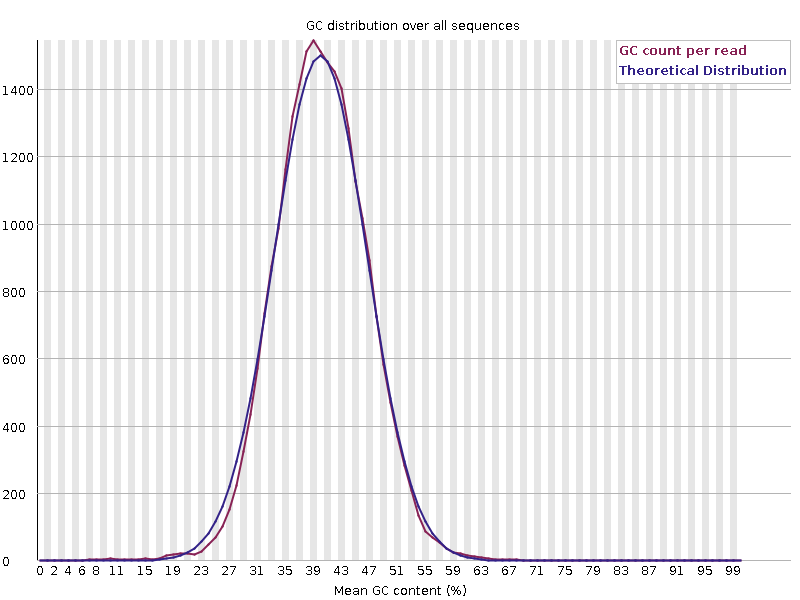 GC distribution over all sequences
GC count per read
Theoretical Distribution
1400
1200
1000
800
600
400
200
0
0 2 4 6 8 11 15 19 23 27 31 35 39 43 47 51 55 59 63 67 71 75 79 83 87 91 95 99
Mean GC content (%)